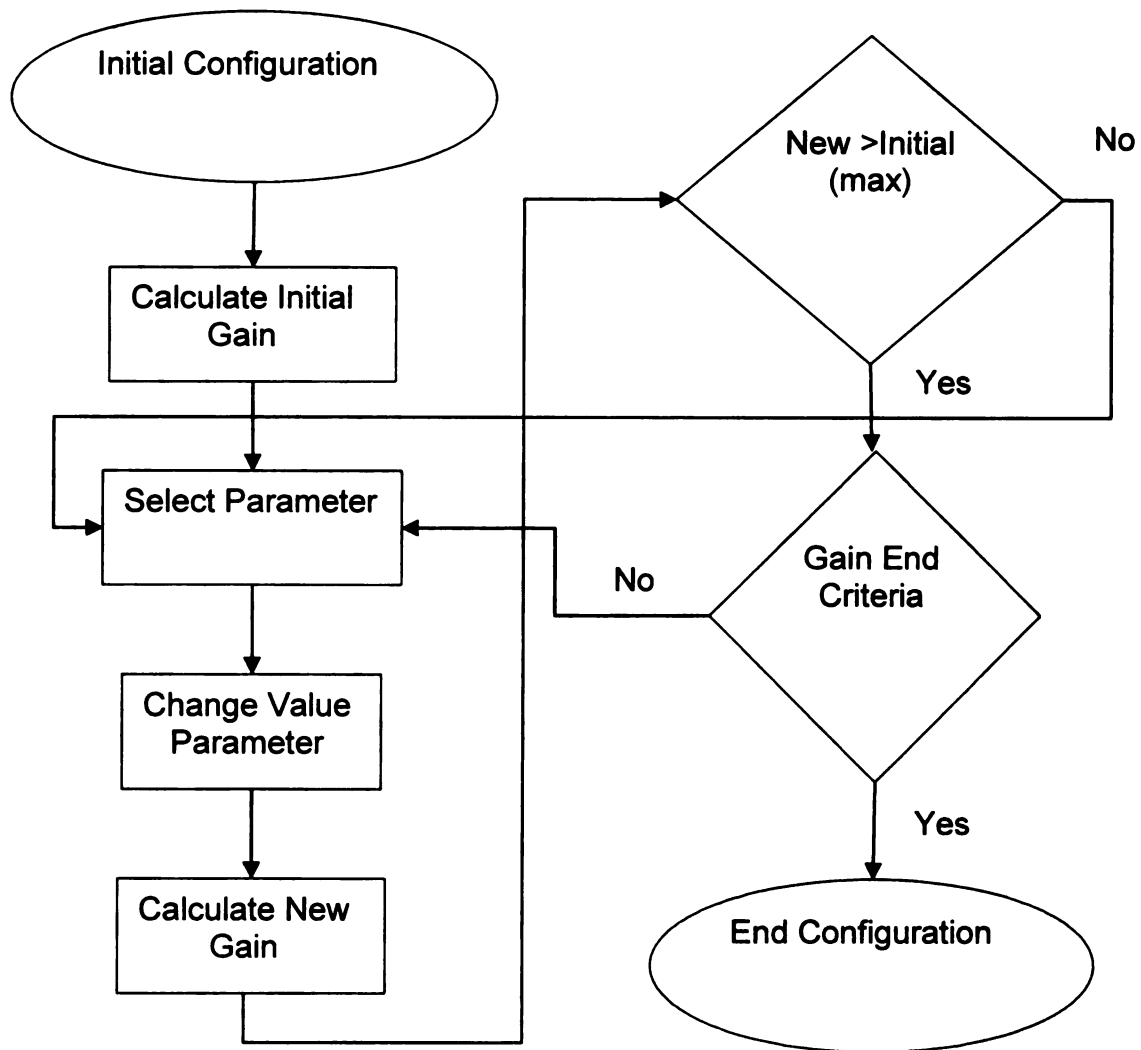 Initial Configuration
Calculate Initial
Gain
Select Parameter
Change Value
Parameter
Calculate New
Gain
New >Initial
(max)
No
Yes
Gain End
Criteria
No
Yes
End Configuration